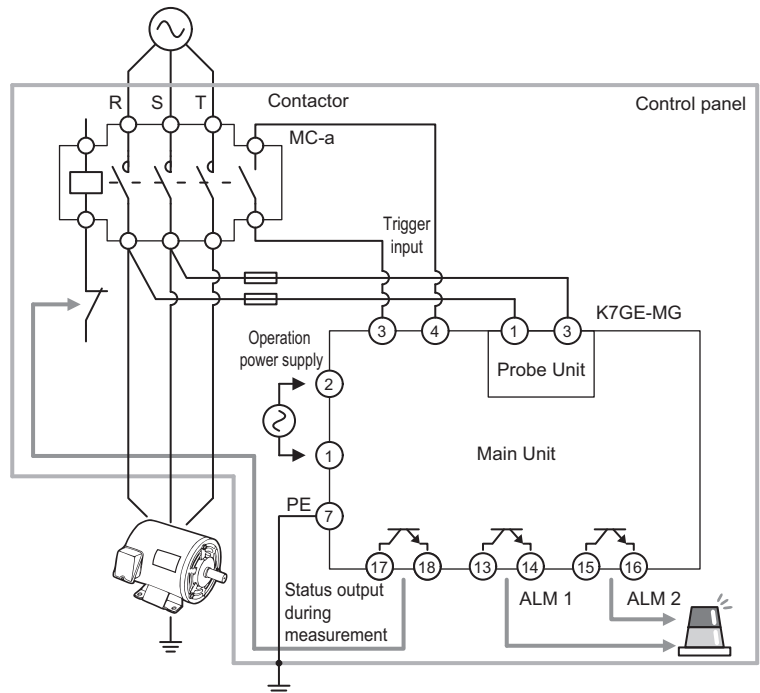 R S T
Contactor
Control panel
MC-a
Trigger
input
K7GE-MG
3
4
1
3
Operation
power supply
Probe Unit
2
Main Unit
1
PE
7
17
18
13
14
15
16
Status output
during
measurement
ALM 1
ALM 2